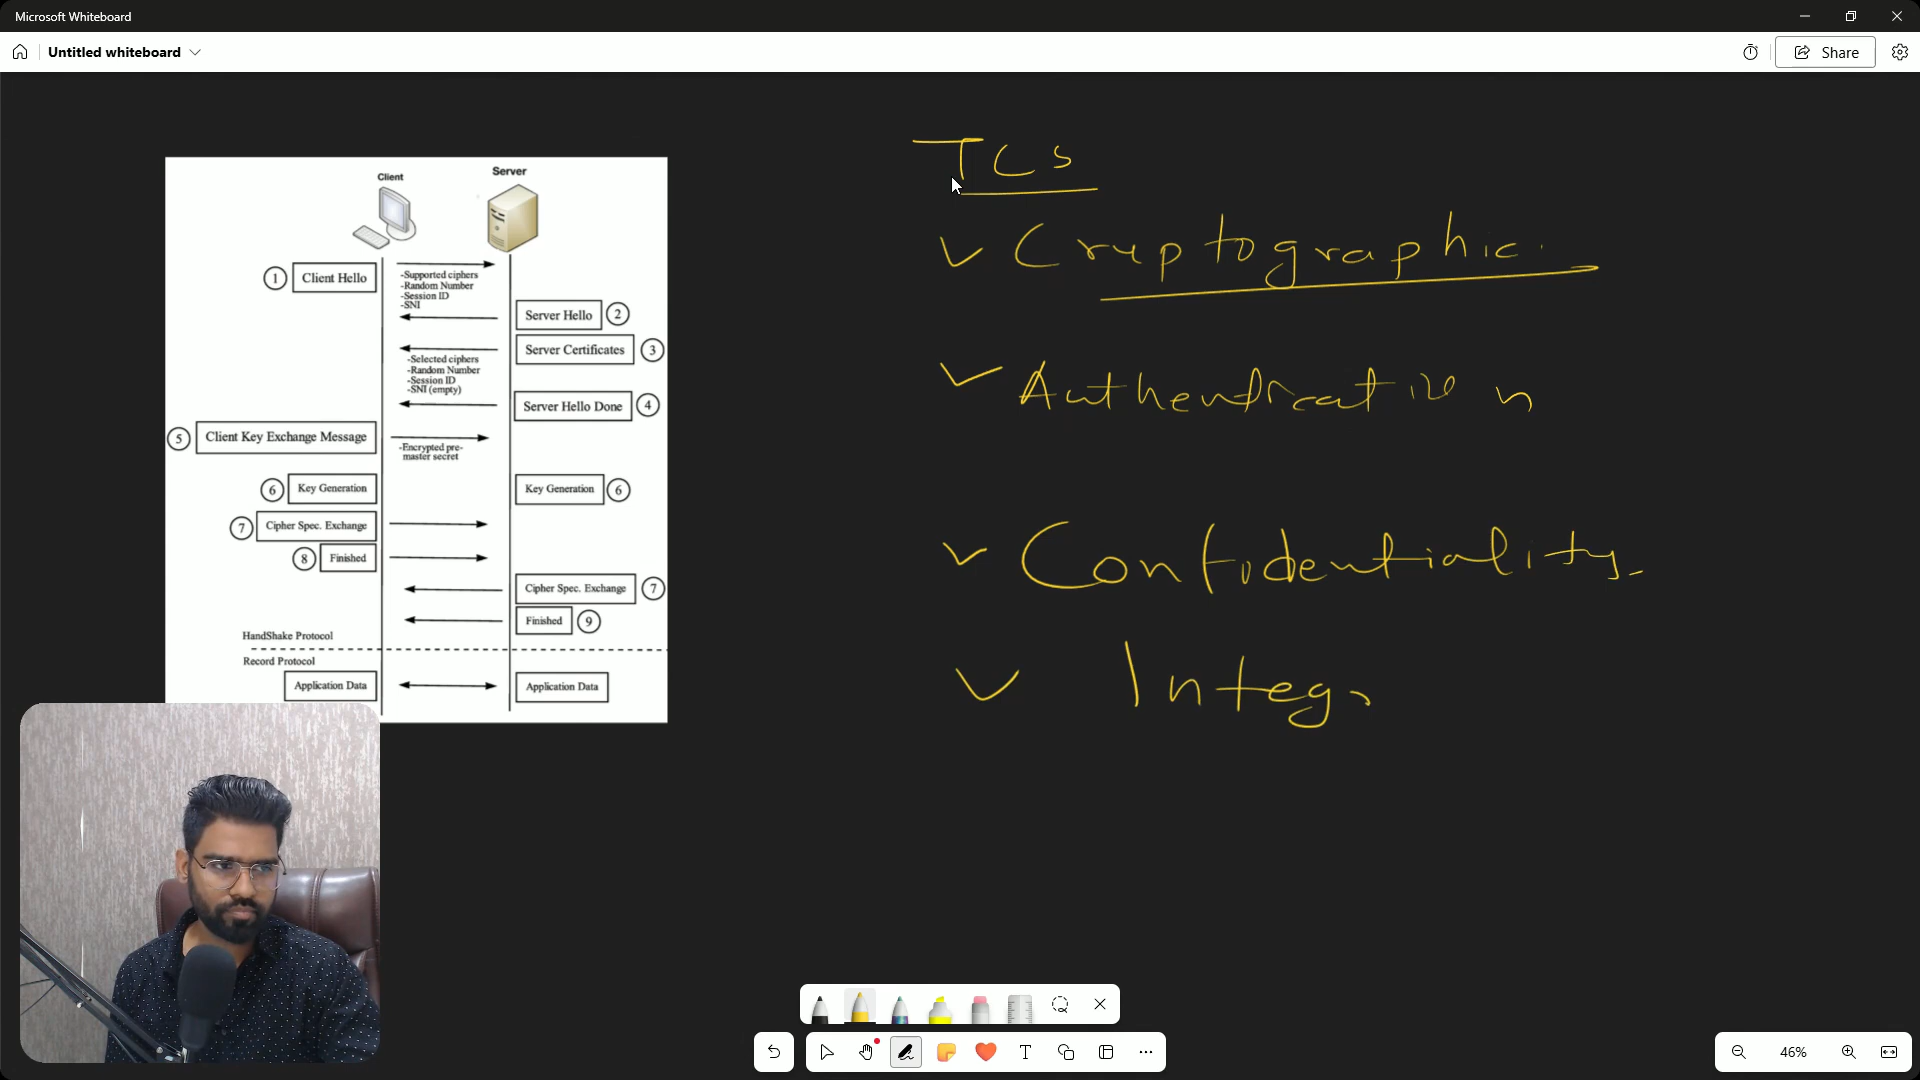 Microsoft Whiteboard
Untitled whiteboard
Share
Client
Server
1 Client Hello
-Supported ciphers
-Random Number
-Session ID
-SNI
Server Hello 2
Server Certificates 3
-Selected ciphers
-Random Number
-Session ID
-SNI (empty)
Server Hello Done 4
5 Client Key Exchange Message
-Encrypted pre-
master secret
6 Key Generation
Key Generation 6
7 Cipher Spec. Exchange
8 Finished
Cipher Spec. Exchange 7
Finished 9
HandShake Protocol
Record Protocol
Application Data
Application Data
TCS
Cryptographic.
Authentication
Confidentiality
Integ
T
46%